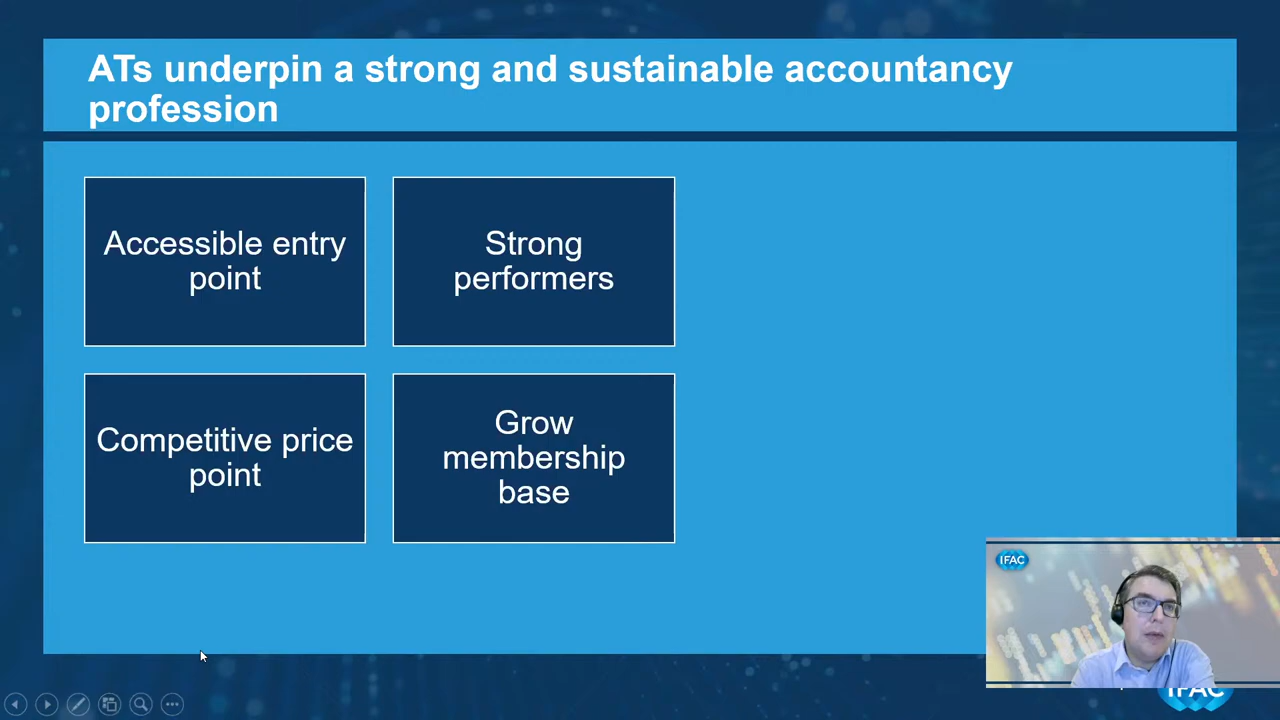 ATs underpin a strong and sustainable accountancy
profession
Accessible entry
point
Strong
performers
Competitive price
point
Grow
membership
base
IFAC
IFAC